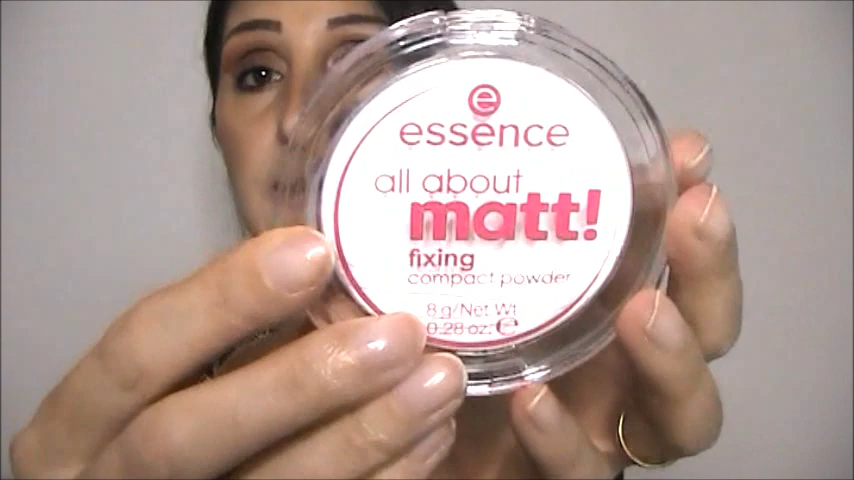 e
essence
all about
matt!
fixing
compact powder
8 g/Net Wt
0.28 oz. e